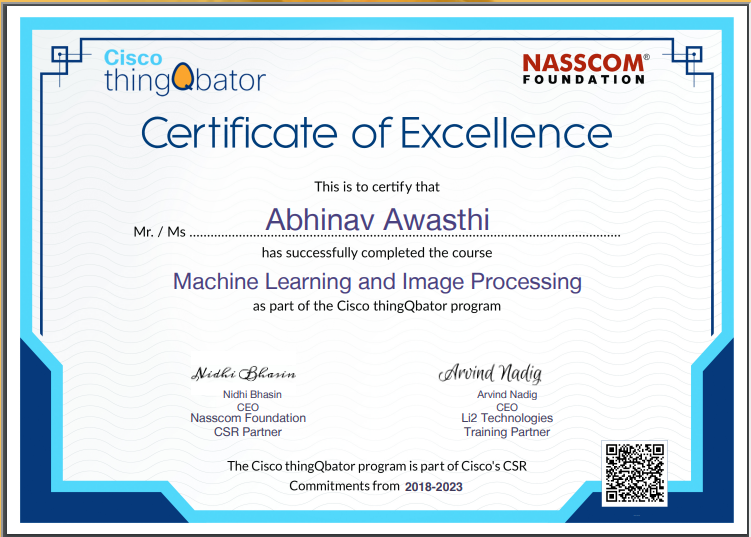 Cisco
thingQbator
NASSCOM®
FOUNDATION
Certificate of Excellence
This is to certify that
Mr. / Ms Abhinav Awasthi
has successfully completed the course
Machine Learning and Image Processing
as part of the Cisco thingQbator program
Nidhi Bhasin
Nidhi Bhasin
CEO
Nasscom Foundation
CSR Partner
Arvind Nadig
Arvind Nadig
CEO
Li2 Technologies
Training Partner
The Cisco thingQbator program is part of Cisco's CSR
Commitments from 2018-2023